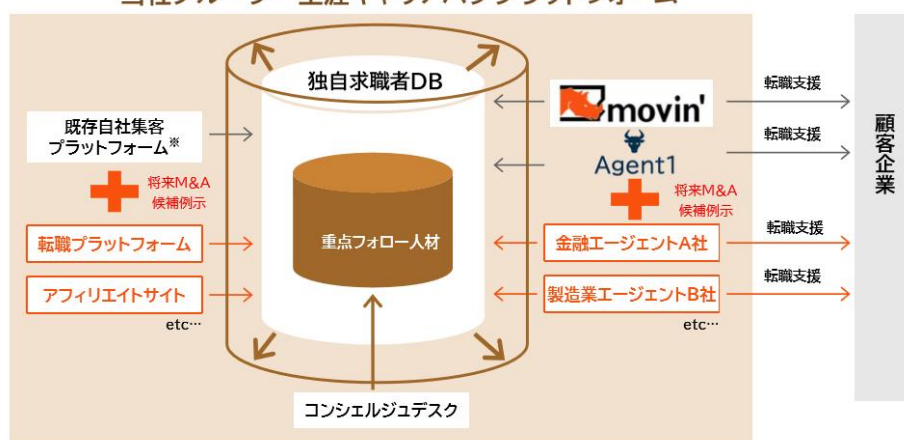 独自求職者DB
既存自社集客
プラットフォーム※
将来M&A
候補例示
転職プラットフォーム
アフィリエイトサイト
etc…
重点フォロー人材
コンシェルジュデスク
movin'
Agent1
将来M&A
候補例示
金融エージェントA社
製造業エージェントB社
etc…
転職支援
転職支援
転職支援
転職支援
顧客企業